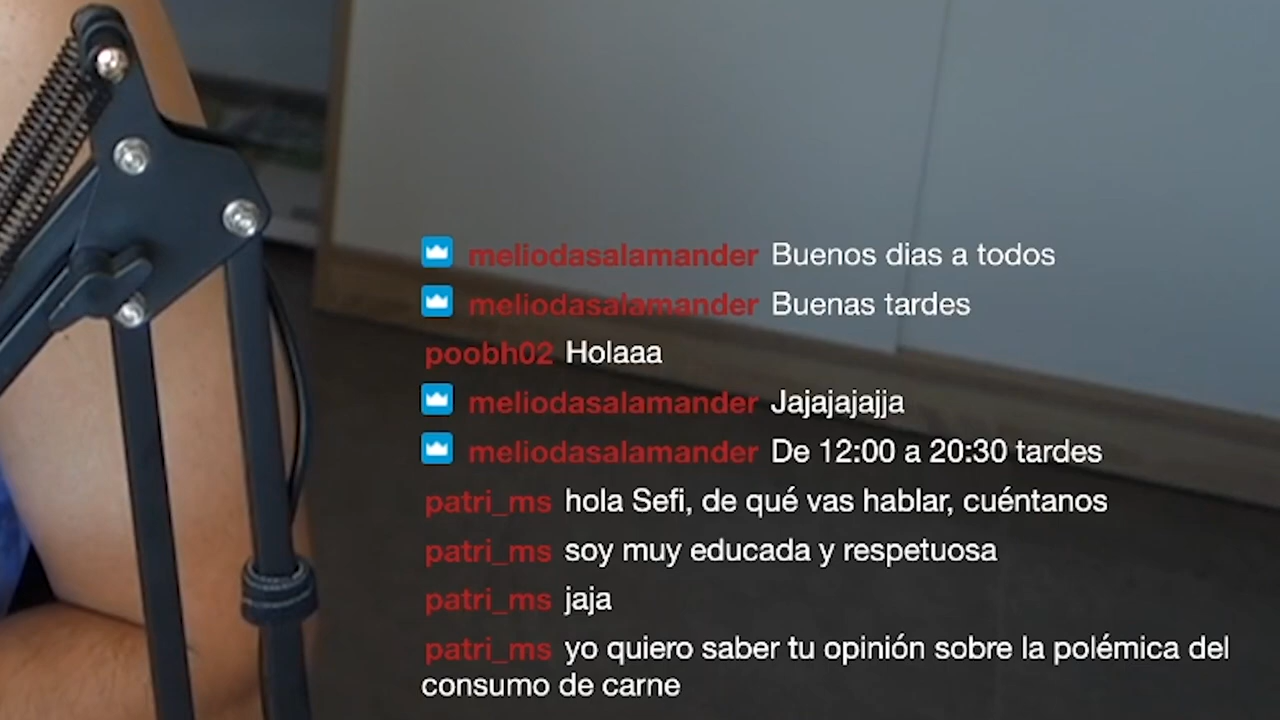 meliodasalamander Buenos dias a todos
meliodasalamander Buenas tardes
poobh02 Holaaa
meliodasalamander Jajajajajja
meliodasalamander De 12:00 a 20:30 tardes
patri_ms hola Sefi, de qué vas hablar, cuéntanos
patri_ms soy muy educada y respetuosa
patri_ms jaja
patri_ms yo quiero saber tu opinión sobre la polémica del
consumo de carne